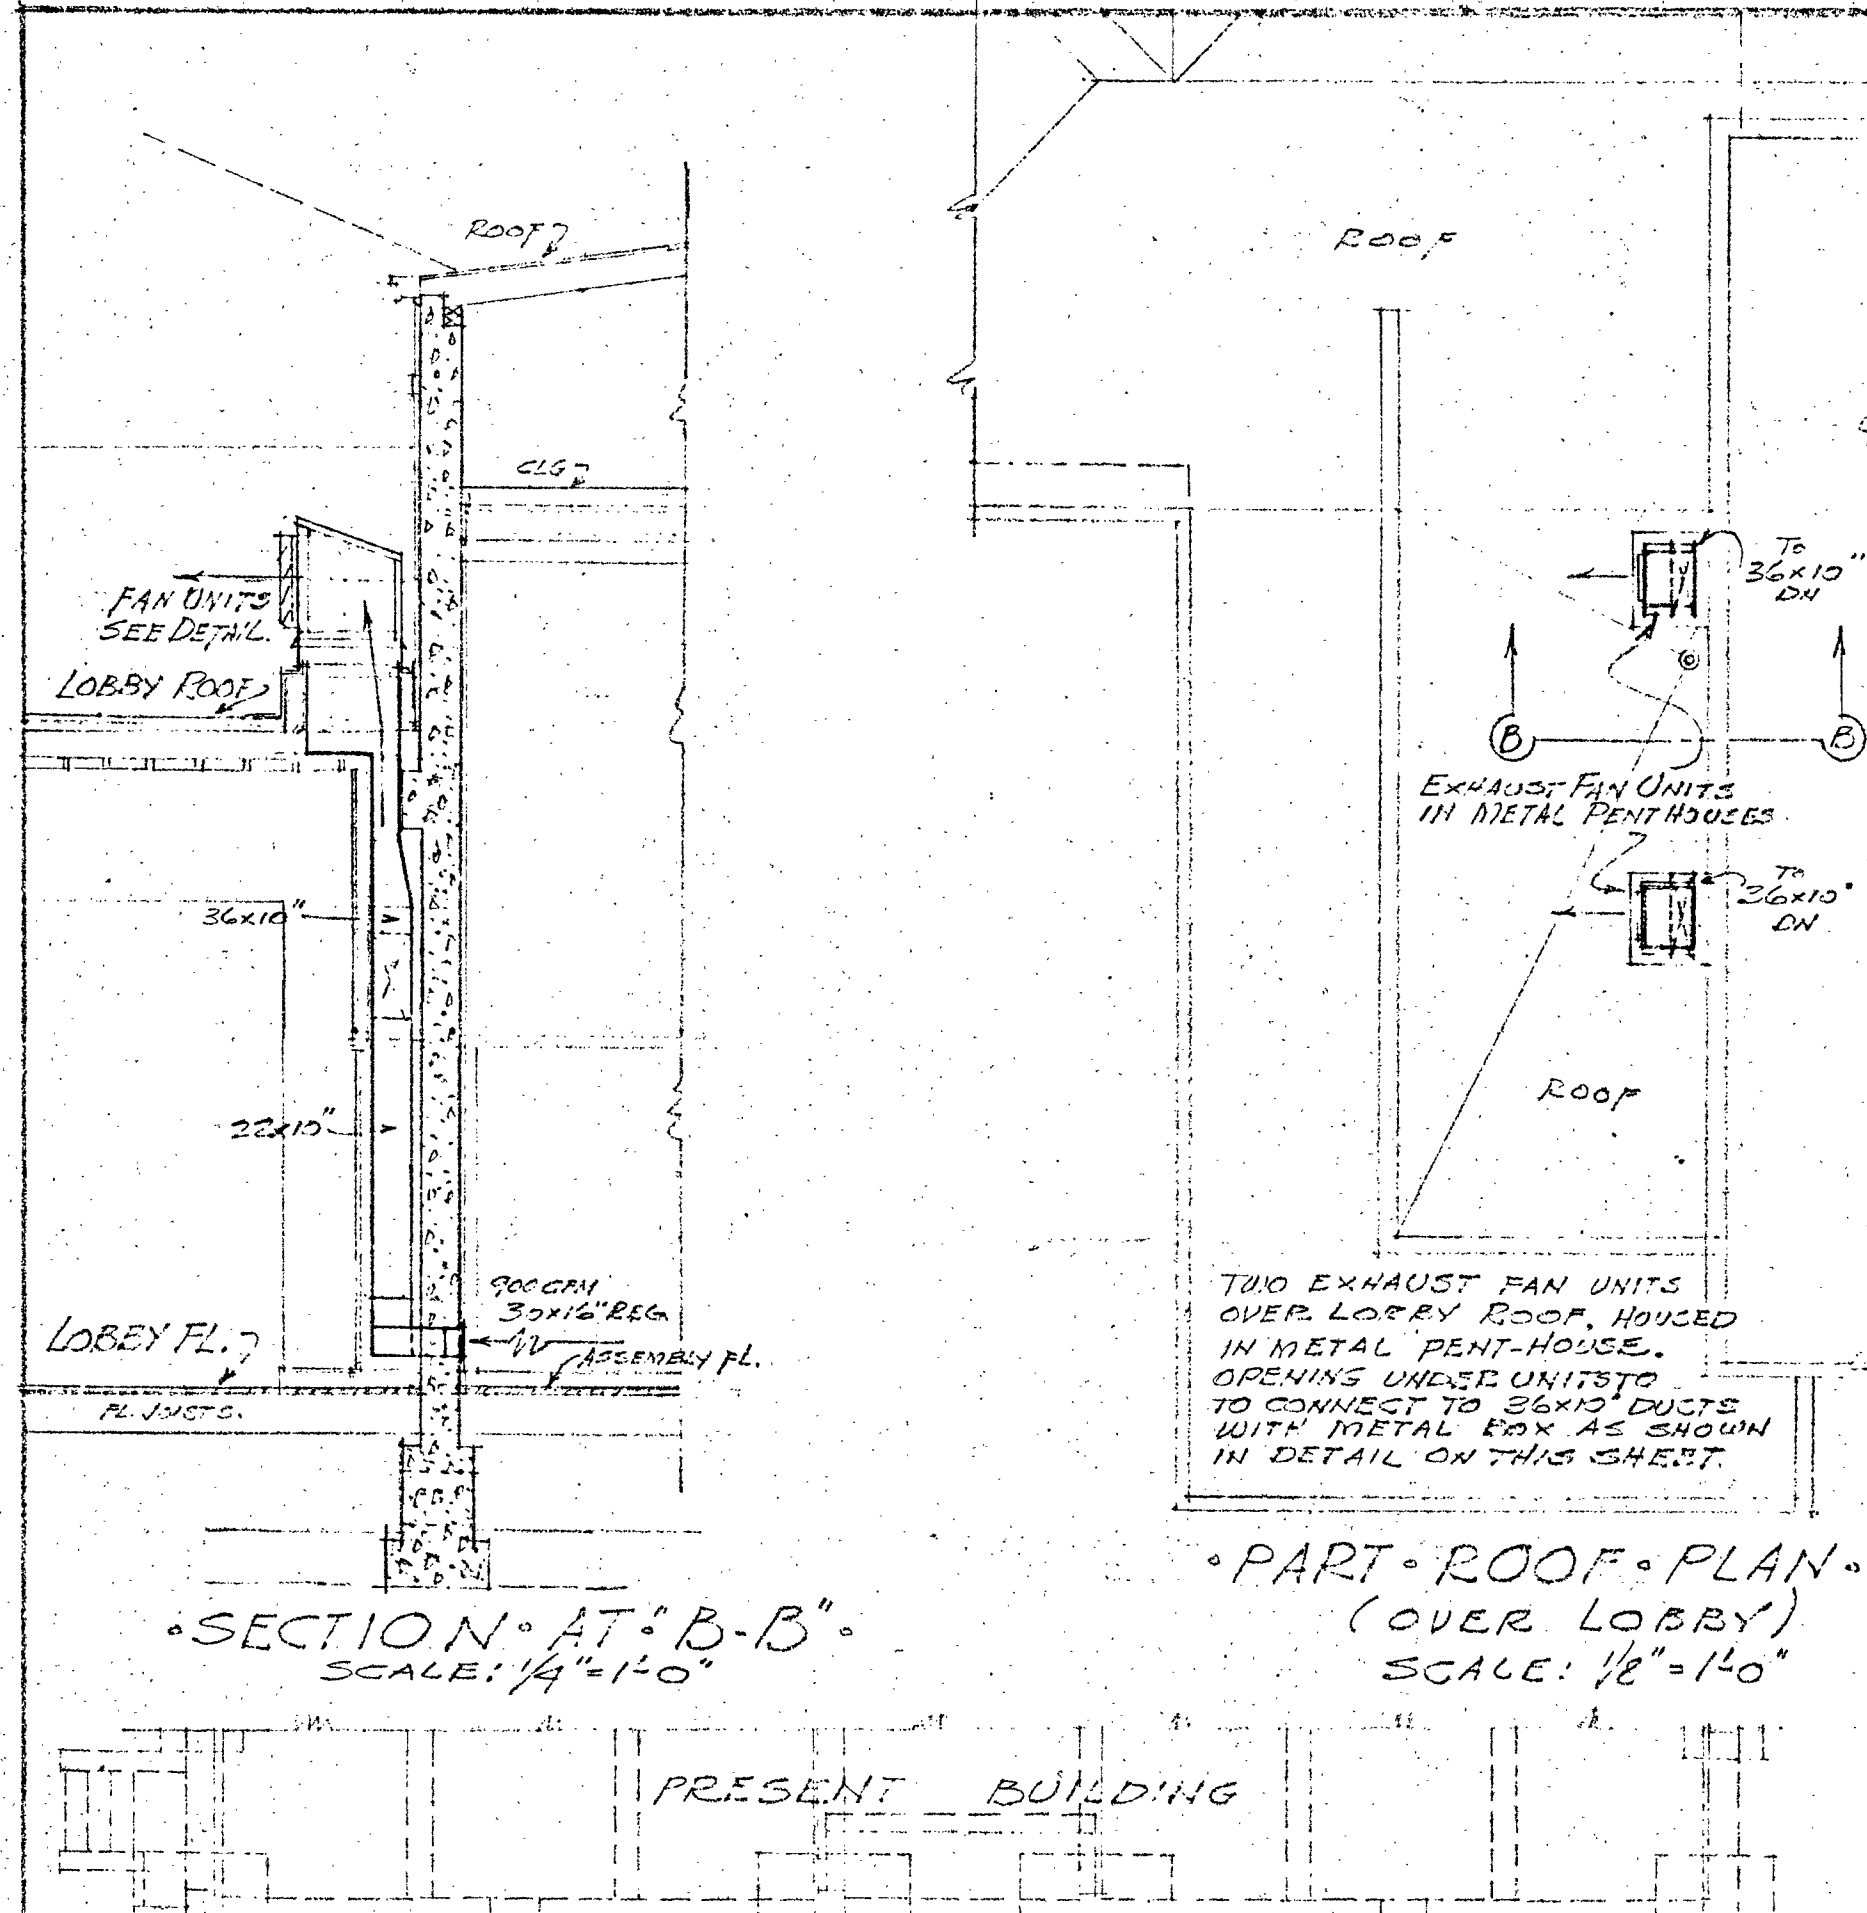 ROOF
CLG
FAN UNITS
SEE DETAIL.
LOBBY ROOF
36x10"
22x10"
900 CFM
30x16" REG
LOBBY FL.
ASSEMBLY FL.
FL. JOISTS.
·SECTION·AT·"B-B"·
SCALE: 1/4"=1'-0"
ROOF
TO
36x10"
DN
B
B
EXHAUST FAN UNITS
IN METAL PENTHOUSES
TO
36x10"
DN
ROOF
TWO EXHAUST FAN UNITS
OVER LOBBY ROOF, HOUSED
IN METAL PENT-HOUSE.
OPENING UNDER UNITS TO
TO CONNECT TO 36x10" DUCTS
WITH METAL BOX AS SHOWN
IN DETAIL ON THIS SHEET.
·PART·ROOF·PLAN·
(OVER LOBBY)
SCALE: 1/8"=1'-0"
PRESENT BUILDING